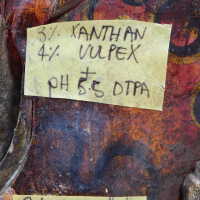 3% XANTHAN
4% VULPEX
+
pH 5.5 DTPA